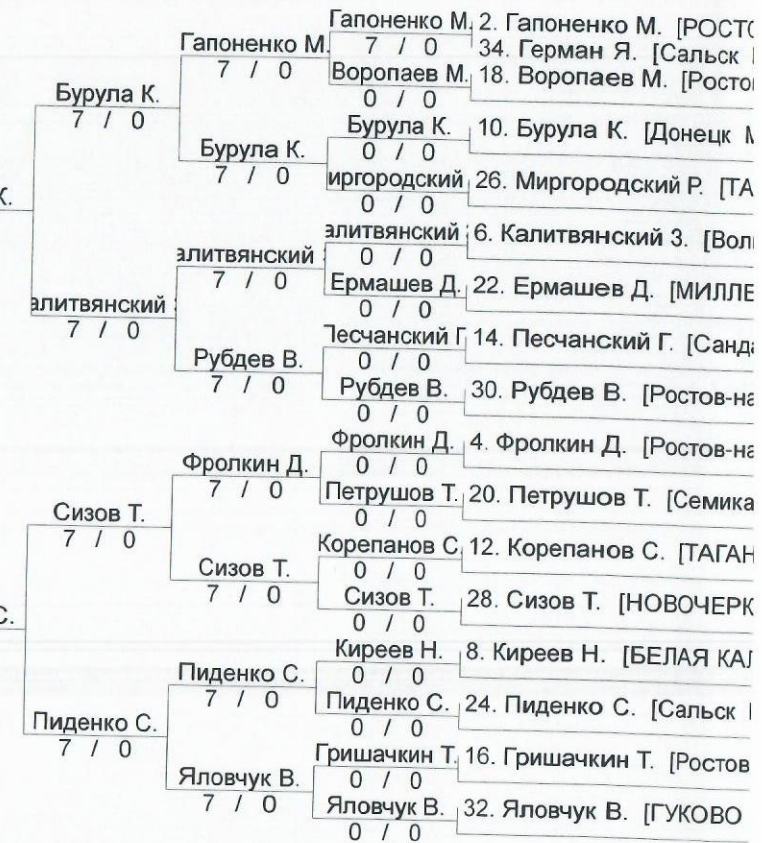 Гапоненко М. 2. Гапоненко М. [РОСТО
Гапоненко М. 7 / 0 34. Герман Я. [Сальск
7 / 0 Воропаев М. 18. Воропаев М. [Росто
Бурула К. 0 / 0
7 / 0 Бурула К. 10. Бурула К. [Донецк М
Бурула К. 0 / 0
7 / 0 иргородский 26. Миргородский Р. [ТА
К. 0 / 0
алитвянский З 6. Калитвянский З. [Вол
алитвянский 0 / 0
7 / 0 Ермашев Д. 22. Ермашев Д. [МИЛЛЕ
алитвянский 0 / 0
7 / 0 Песчанский Г 14. Песчанский Г. [Санда
Рубдев В. 0 / 0
7 / 0 Рубдев В. 30. Рубдев В. [Ростов-на
0 / 0
Фролкин Д. 4. Фролкин Д. [Ростов-на
Фролкин Д. 0 / 0
7 / 0 Петрушов Т. 20. Петрушов Т. [Семика
Сизов Т. 0 / 0
7 / 0 Корепанов С. 12. Корепанов С. [ТАГАН
Сизов Т. 0 / 0
7 / 0 Сизов Т. 28. Сизов Т. [НОВОЧЕРК
С. 0 / 0
Киреев Н. 8. Киреев Н. [БЕЛАЯ КАЛ
Пиденко С. 0 / 0
7 / 0 Пиденко С. 24. Пиденко С. [Сальск
Пиденко С. 0 / 0
7 / 0 Гришачкин Т. 16. Гришачкин Т. [Ростов
Яловчук В. 0 / 0
7 / 0 Яловчук В. 32. Яловчук В. [ГУКОВО
0 / 0